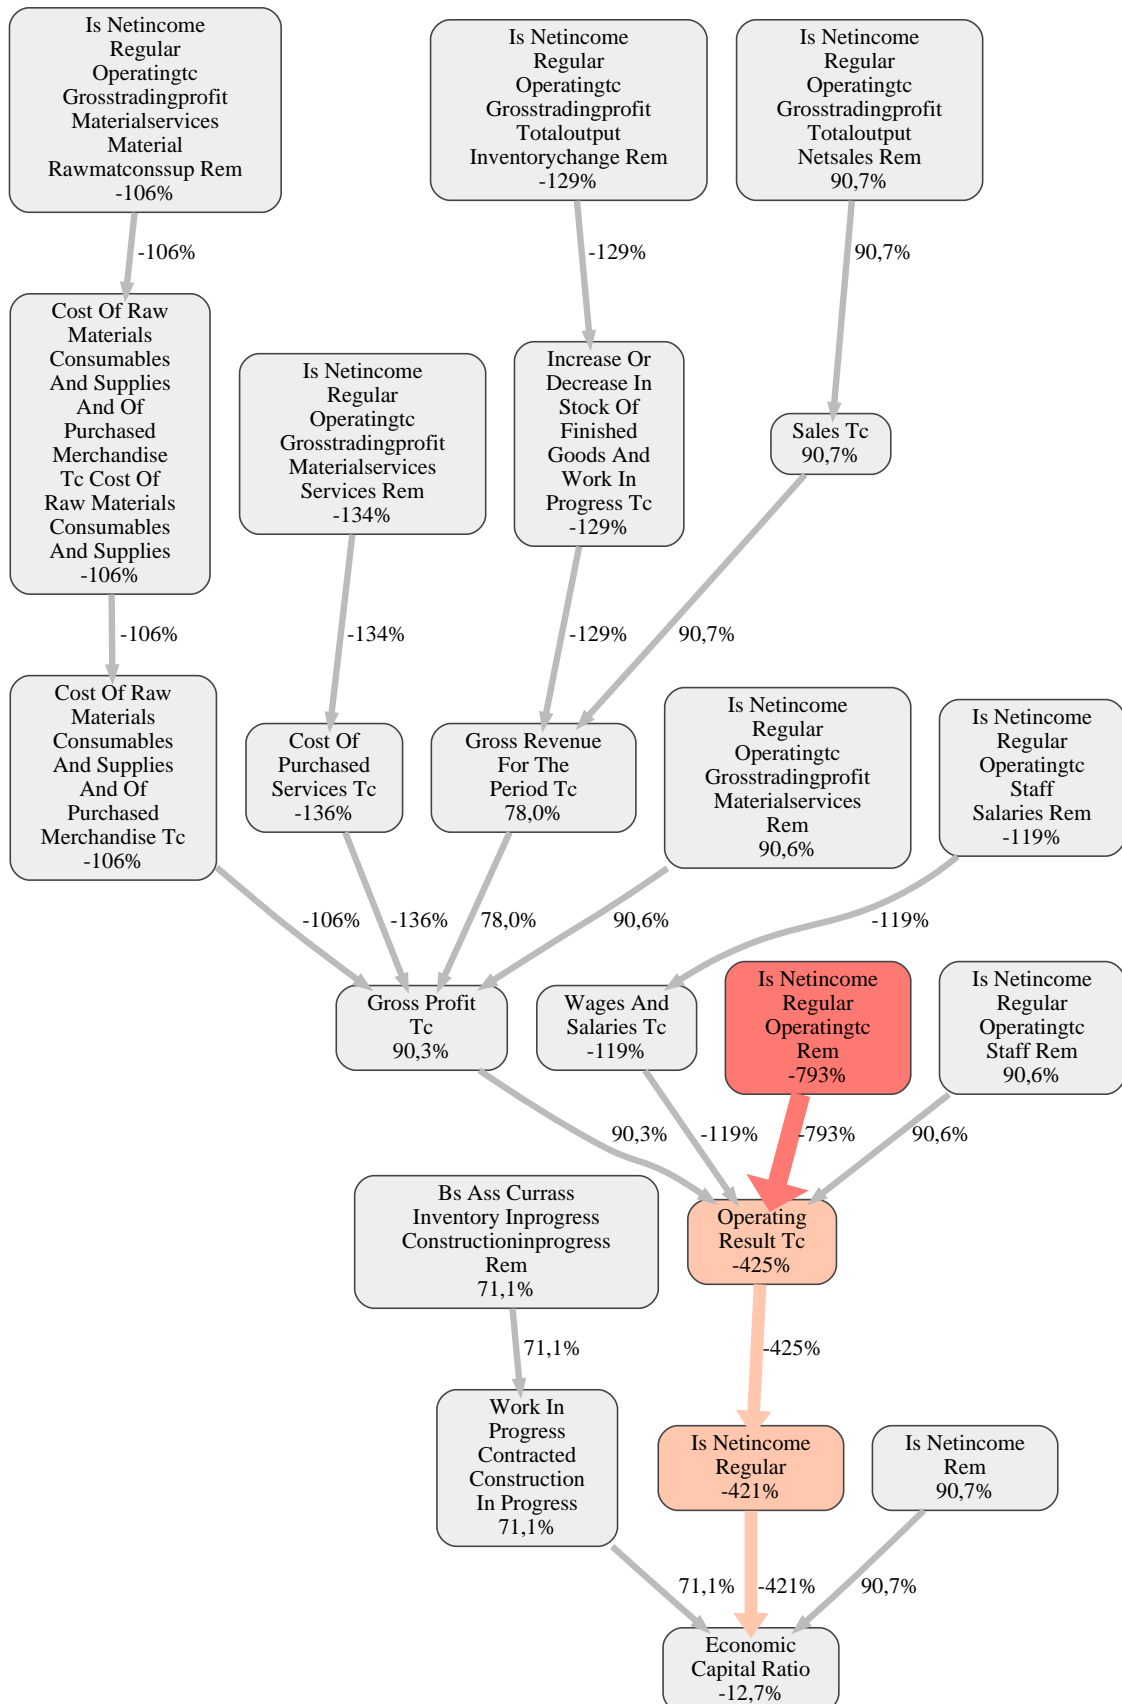 Is Netincome
Regular
Operatingtc
Grosstradingprofit
Materialservices
Material
Rawmatconssup Rem
-106%
Is Netincome
Regular
Operatingtc
Grosstradingprofit
Totaloutput
Inventorychange Rem
-129%
Is Netincome
Regular
Operatingtc
Grosstradingprofit
Totaloutput
Netsales Rem
90,7%
-106%
-129%
90,7%
Cost Of Raw
Materials
Consumables
And Supplies
And Of
Purchased
Merchandise
Tc Cost Of
Raw Materials
Consumables
And Supplies
-106%
Is Netincome
Regular
Operatingtc
Grosstradingprofit
Materialservices
Services Rem
-134%
Increase Or
Decrease In
Stock Of
Finished
Goods And
Work In
Progress Tc
-129%
Sales Tc
90,7%
-106%
-134%
-129%
90,7%
Cost Of Raw
Materials
Consumables
And Supplies
And Of
Purchased
Merchandise Tc
-106%
Cost Of
Purchased
Services Tc
-136%
Gross Revenue
For The
Period Tc
78,0%
Is Netincome
Regular
Operatingtc
Grosstradingprofit
Materialservices
Rem
90,6%
Is Netincome
Regular
Operatingtc
Staff
Salaries Rem
-119%
-106%
-136%
78,0%
90,6%
-119%
Gross Profit
Tc
90,3%
Wages And
Salaries Tc
-119%
Is Netincome
Regular
Operatingtc
Rem
-793%
Is Netincome
Regular
Operatingtc
Staff Rem
90,6%
90,3%
-119%
-793%
90,6%
Bs Ass Currass
Inventory Inprogress
Constructioninprogress
Rem
71,1%
Operating
Result Tc
-425%
71,1%
-425%
Work In
Progress
Contracted
Construction
In Progress
71,1%
Is Netincome
Regular
-421%
Is Netincome
Rem
90,7%
71,1%
-421%
90,7%
Economic
Capital Ratio
-12,7%